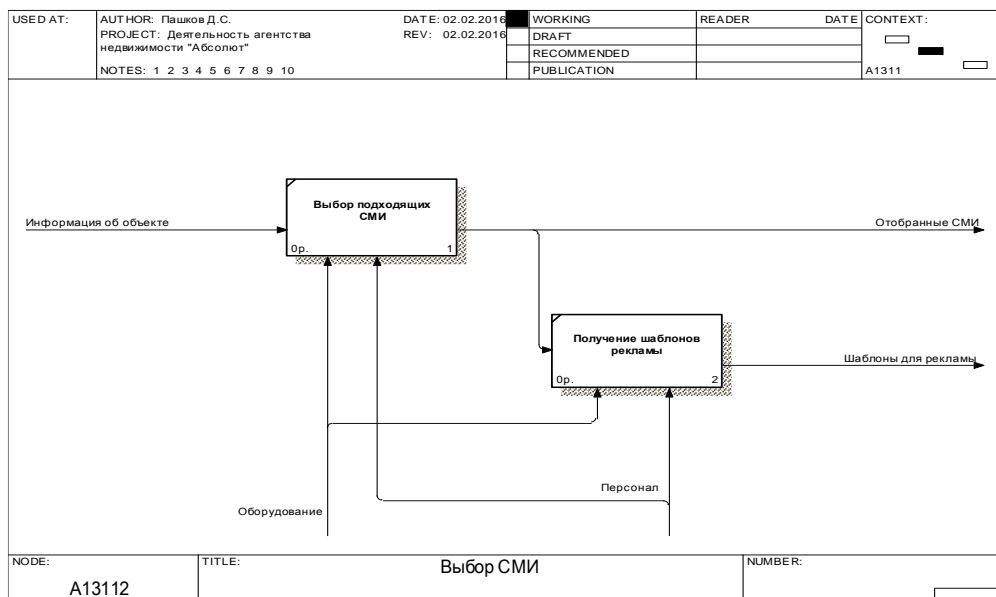 USED AT:
AUTHOR: Пашков Д.С.
DATE: 02.02.2016
WORKING
READER
DATE
CONTEXT:
PROJECT: Деятельность агентства
REV: 02.02.2016
DRAFT
недвижимости "Абсолют"
RECOMMENDED
NOTES: 1 2 3 4 5 6 7 8 9 10
PUBLICATION
A1311
Выбор подходящих
СМИ
Информация об объекте
Отобранные СМИ
0р.
1
Получение шаблонов
рекламы
Шаблоны для рекламы
0р.
2
Персонал
Оборудование
NODE:
TITLE:
Выбор СМИ
NUMBER:
A13112